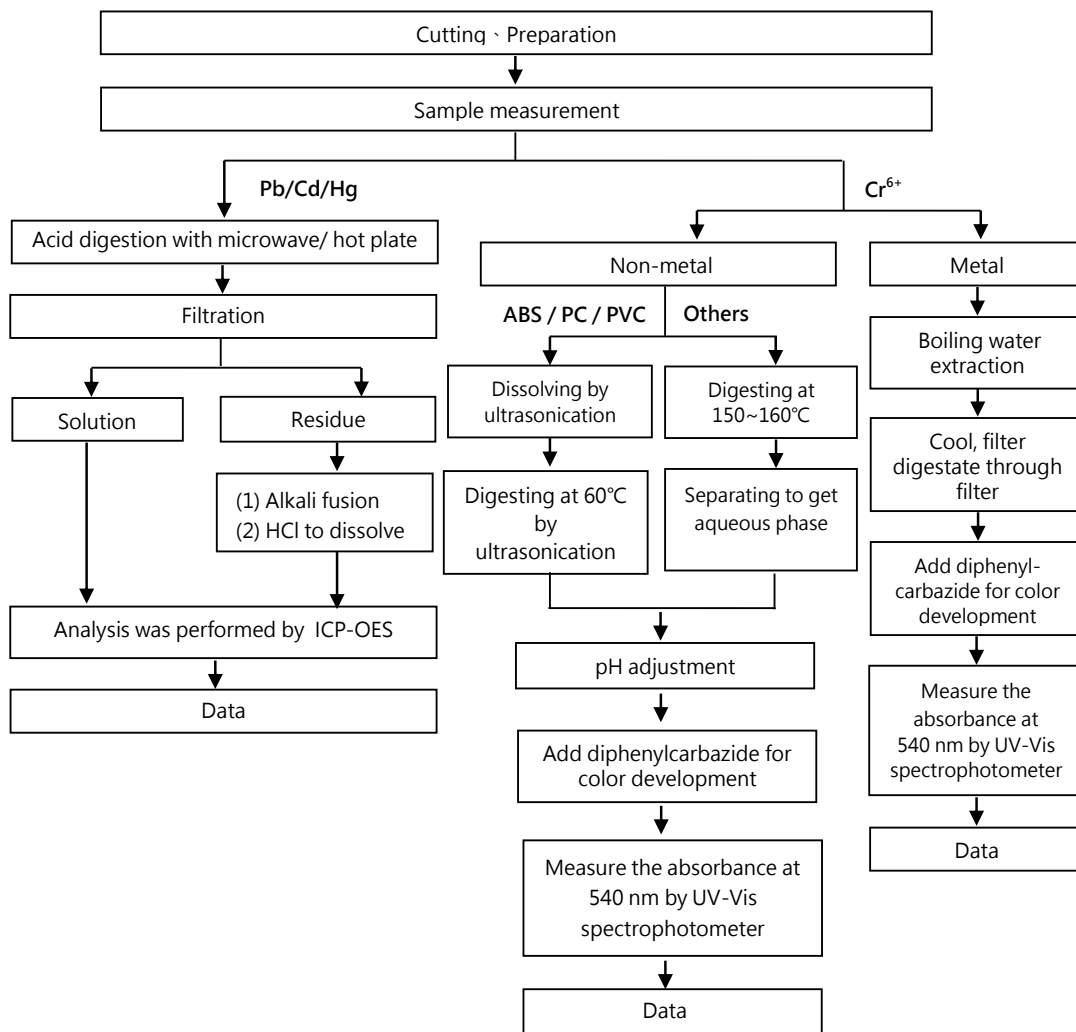 Cutting、Preparation
Sample measurement
Pb/Cd/Hg
Acid digestion with microwave/ hot plate
Filtration
Solution
Residue
(1) Alkali fusion
(2) HCl to dissolve
Analysis was performed by ICP-OES
Data
Cr⁶⁺
Non-metal
ABS / PC / PVC
Dissolving by
ultrasonication
Digesting at 60℃
by
ultrasonication
Others
Digesting at
150~160℃
Separating to get
aqueous phase
pH adjustment
Add diphenylcarbazide for
color development
Measure the absorbance at
540 nm by UV-Vis
spectrophotometer
Data
Metal
Boiling water
extraction
Cool, filter
digestate through
filter
Add diphenyl-
carbazide for color
development
Measure the
absorbance at
540 nm by UV-Vis
spectrophotometer
Data